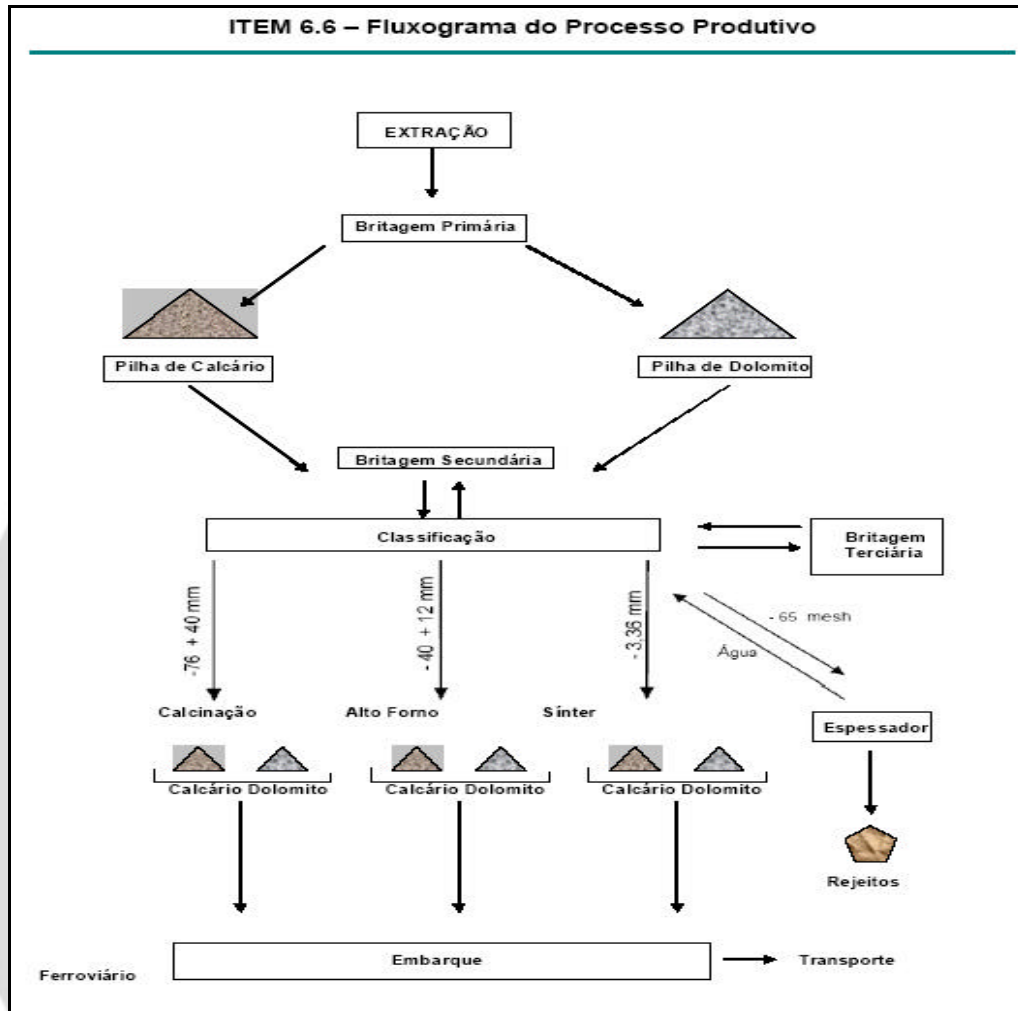 ITEM 6.6 – Fluxograma do Processo Produtivo
EXTRAÇÃO
Britagem Primária
Pilha de Calcário
Pilha de Dolomito
Britagem Secundária
Classificação
Britagem
Terciária
-76 +40 mm
- 40 +12 mm
- 3,36 mm
- 65 mesh
Água
Calcinação
Alto Forno
Sínter
Espessador
Calcário Dolomito
Calcário Dolomito
Calcário Dolomito
Rejeitos
Embarque
Transporte
Ferroviário